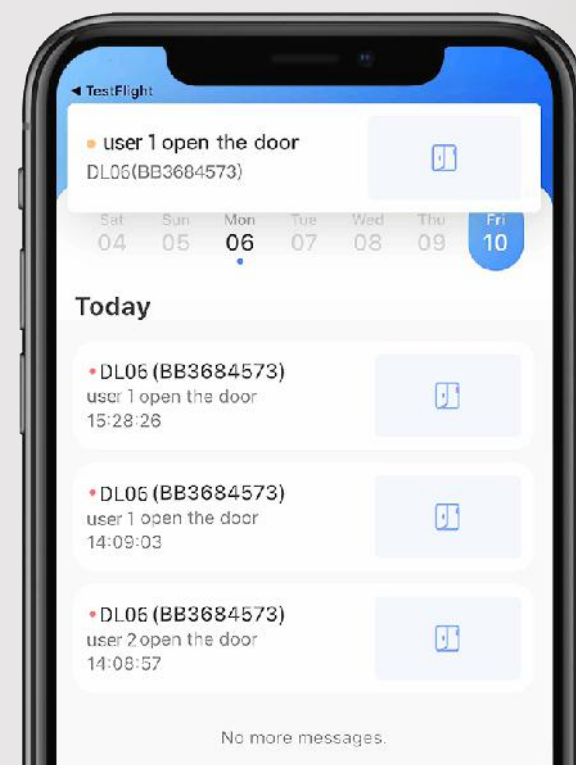 TestFlight
user 1 open the door
DL06(BB3684573)
Sat Sun Mon Tue Wed Thu Fri
04 05 06 07 08 09 10
Today
DL06 (BB3684573)
user 1 open the door
15:28:26
DL06 (BB3684573)
user 1 open the door
14:09:03
DL06 (BB3684573)
user 2 open the door
14:08:57
No more messages.